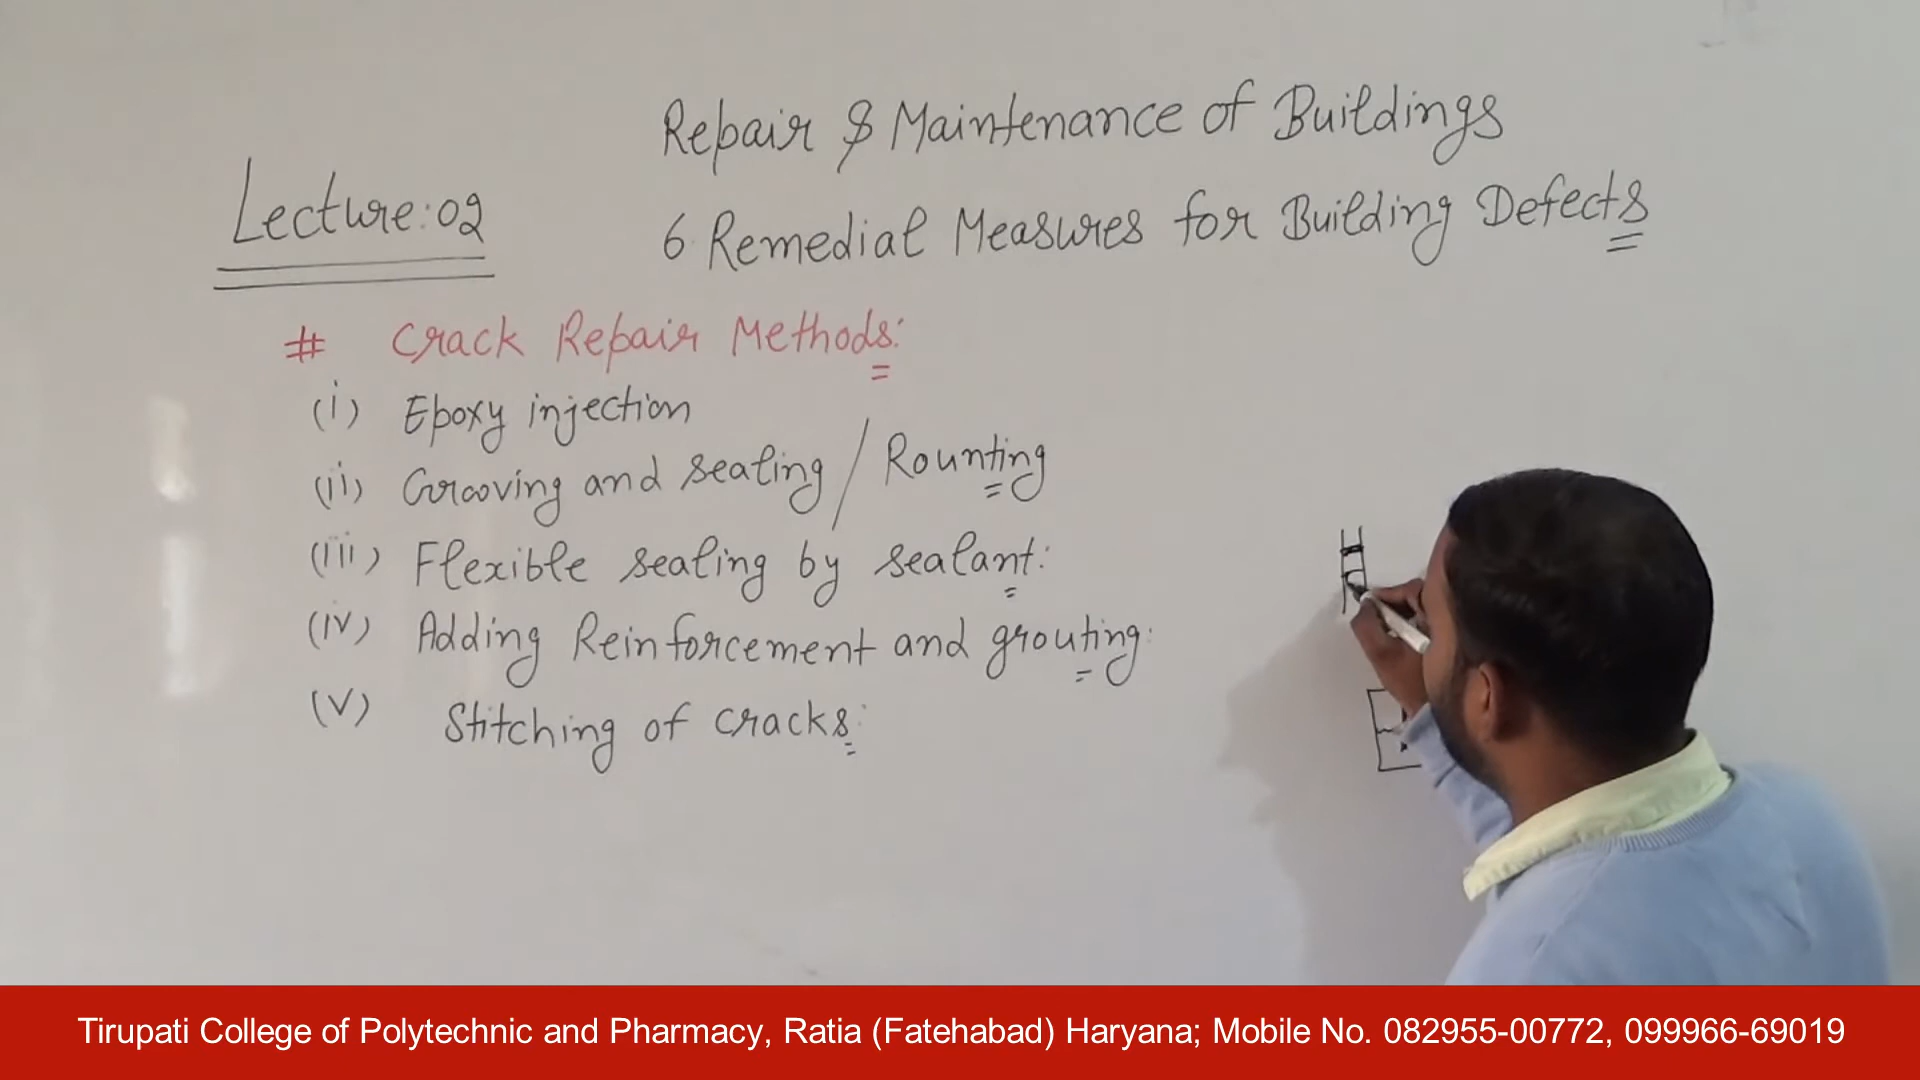 Repair & Maintenance of Buildings
Lecture:02
6. Remedial Measures for Building Defects
# Crack Repair Methods:
(i) Epoxy injection
(ii) Grooving and sealing / Rounting
(iii) Flexible sealing by sealant:
(iv) Adding Reinforcement and grouting:
(v) Stitching of cracks:
Tirupati College of Polytechnic and Pharmacy, Ratia (Fatehabad) Haryana; Mobile No. 082955-00772, 099966-69019